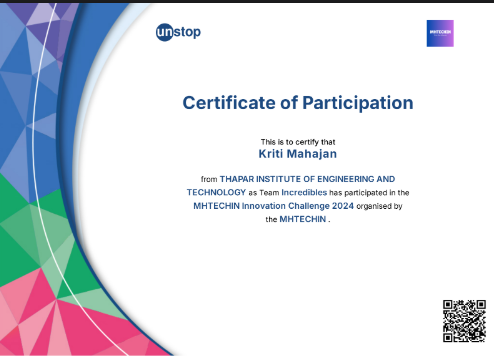 unstop
MHTECHIN
Certificate of Participation
This is to certify that
Kriti Mahajan
from THAPAR INSTITUTE OF ENGINEERING AND
TECHNOLOGY as Team Incredibles has participated in the
MHTECHIN Innovation Challenge 2024 organised by
the MHTECHIN .